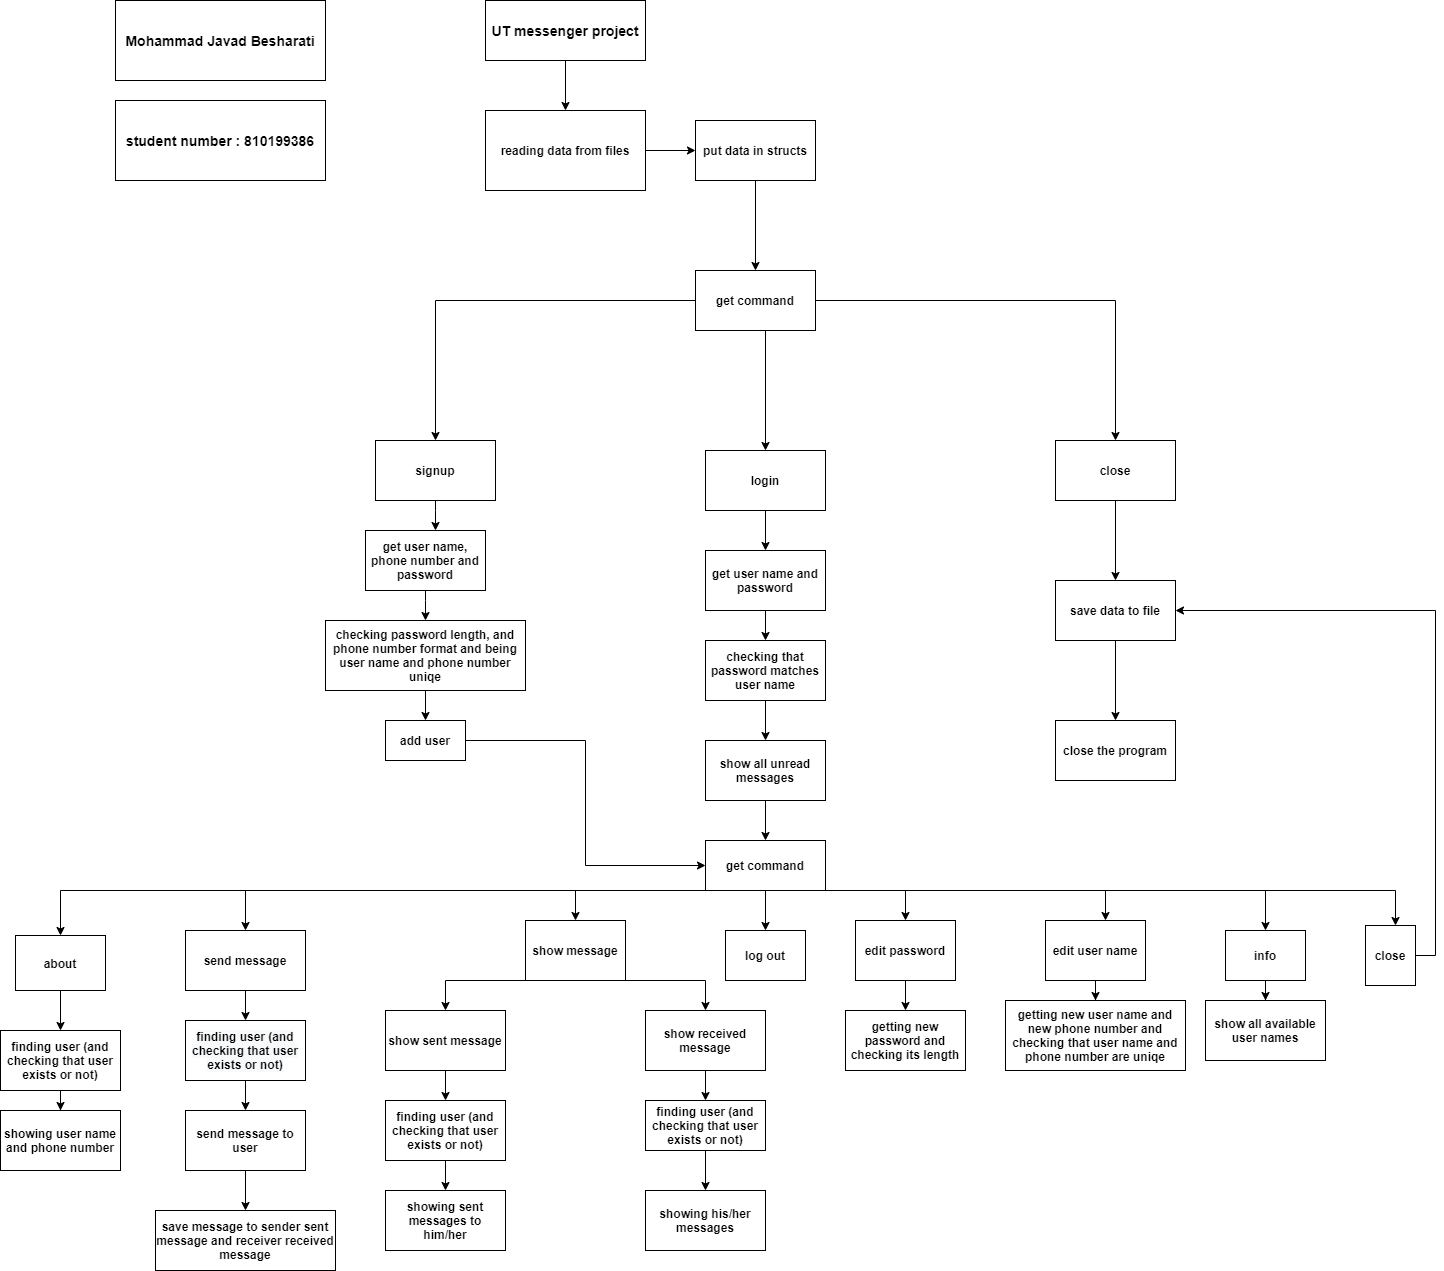 Mohammad Javad Besharati
UT messenger project
student number : 810199386
reading data from files
put data in structs
get command
signup
login
close
get user name,
phone number and
password
get user name and
password
save data to file
checking password length, and
phone number format and being
user name and phone number
uniqe
checking that
password matches
user name
add user
show all unread
messages
close the program
get command
about
send message
show message
log out
edit password
edit user name
info
close
finding user (and
checking that user
exists or not)
finding user (and
checking that user
exists or not)
show sent message
show received
message
getting new
password and
checking its length
getting new user name and
new phone number and
checking that user name and
phone number are uniqe
show all available
user names
showing user name
and phone number
send message to
user
finding user (and
checking that user
exists or not)
finding user (and
checking that user
exists or not)
save message to sender sent
message and receiver received
message
showing sent
messages to
him/her
showing his/her
messages